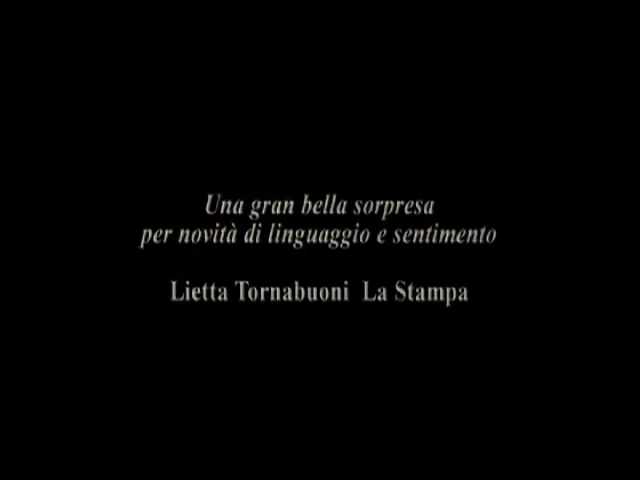 Una gran bella sorpresa
per novità di linguaggio e sentimento
Lietta Tornabuoni La Stampa